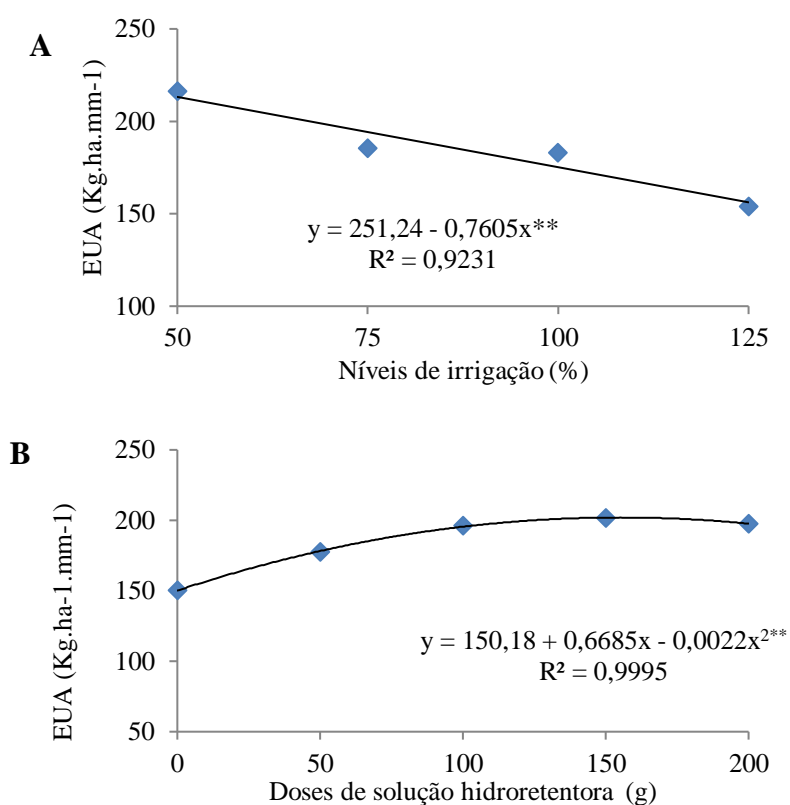 A
EUA (Kg.ha.mm-1)
250
200
150
100
y = 251,24 - 0,7605x**
R² = 0,9231
50 75 100 125
Níveis de irrigação (%)
B
EUA (Kg.ha-1.mm-1)
250
200
150
100
50
y = 150,18 + 0,6685x - 0,0022x²**
R² = 0,9995
0 50 100 150 200
Doses de solução hidroretentora (g)